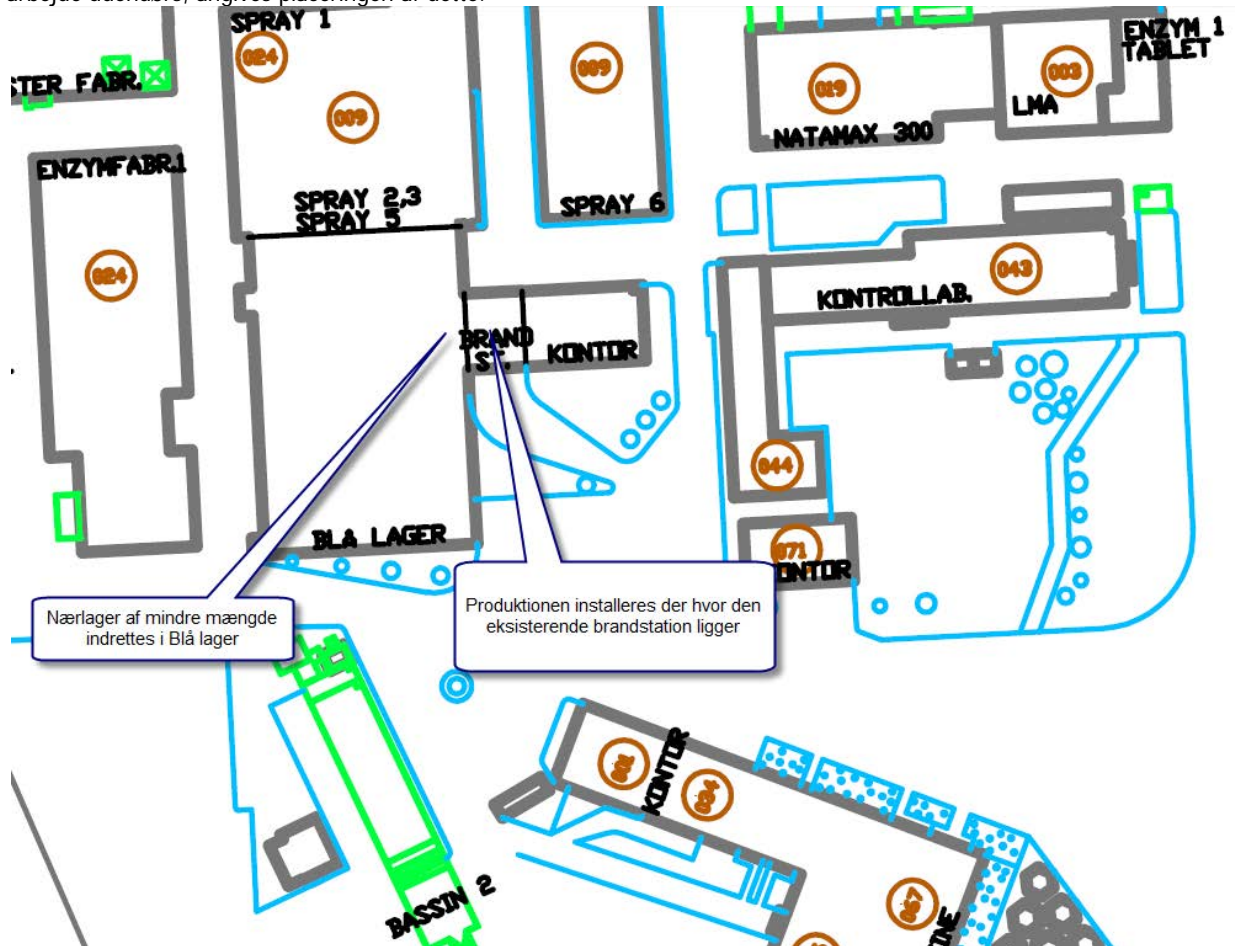 SPRAY 1
024
009
009
019
003
ENZYM 1
TABLET
LMA
STER FABR.
NATAMAX 300
ENZYMFABR.1
SPRAY 2,3
SPRAY 5
SPRAY 6
024
043
KONTROLLAB.
BRAND
ST.
KONTOR
044
BLÅ LAGER
071
KONTOR
Nærlager af mindre mængde
indrettes i Blå lager
Produktionen installeres der hvor den
eksisterende brandstation ligger
KONTOR
034
067
BASSIN 2